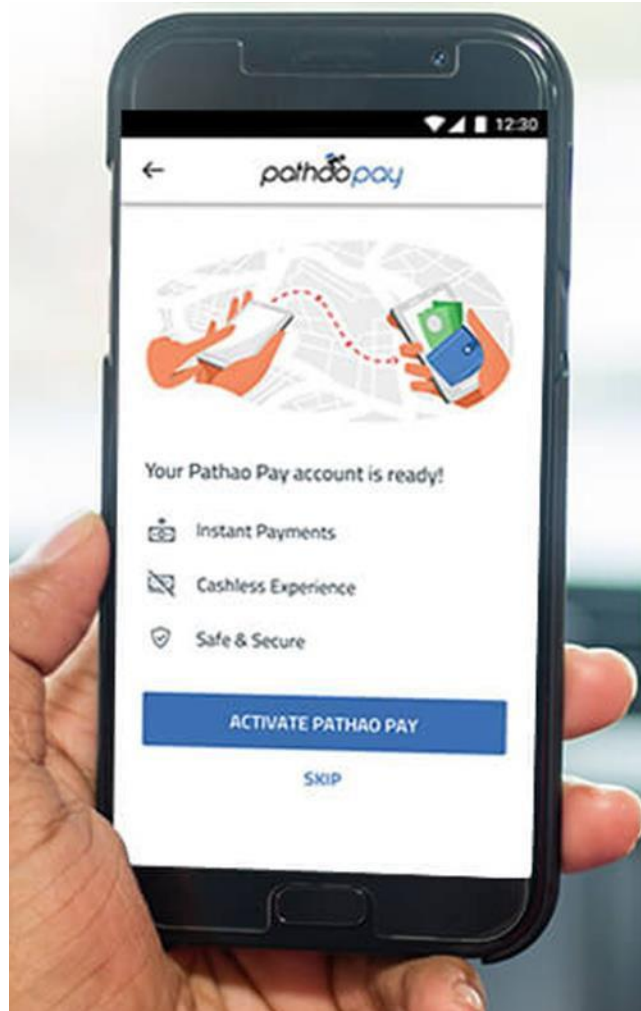 12:30
pathaopay
Your Pathao Pay account is ready!
Instant Payments
Cashless Experience
Safe & Secure
ACTIVATE PATHAO PAY
SKIP